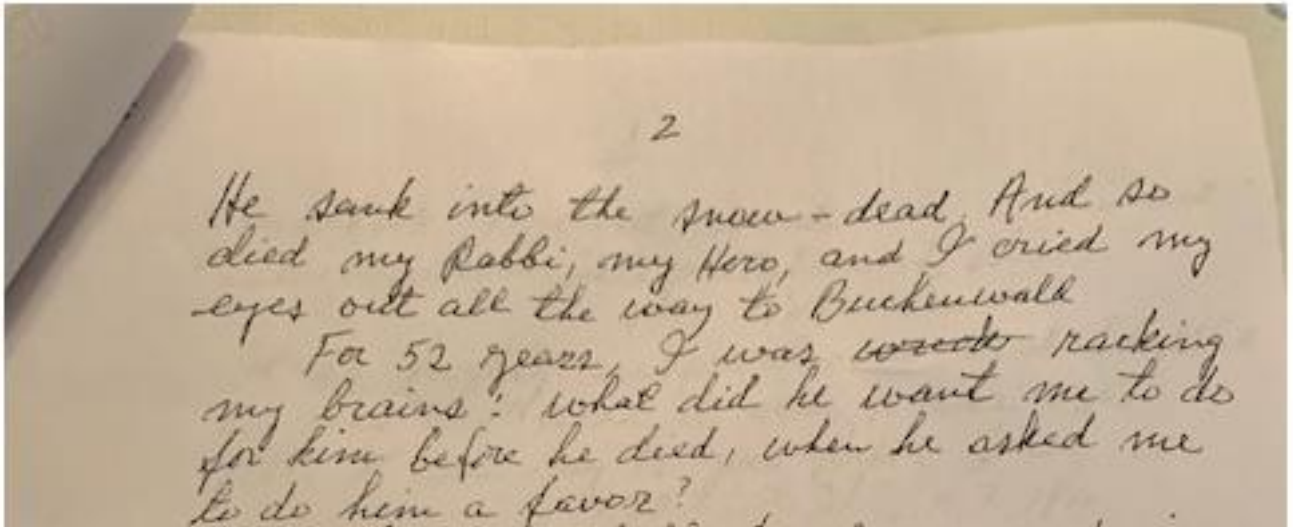 2
He sank into the snow - dead. And so
died my Rabbi, my Hero, and I cried my
eyes out all the way to Buchenwald
For 52 years, I was racking
my brains: what did he want me to do
for him before he died, when he asked me
to do him a favor?